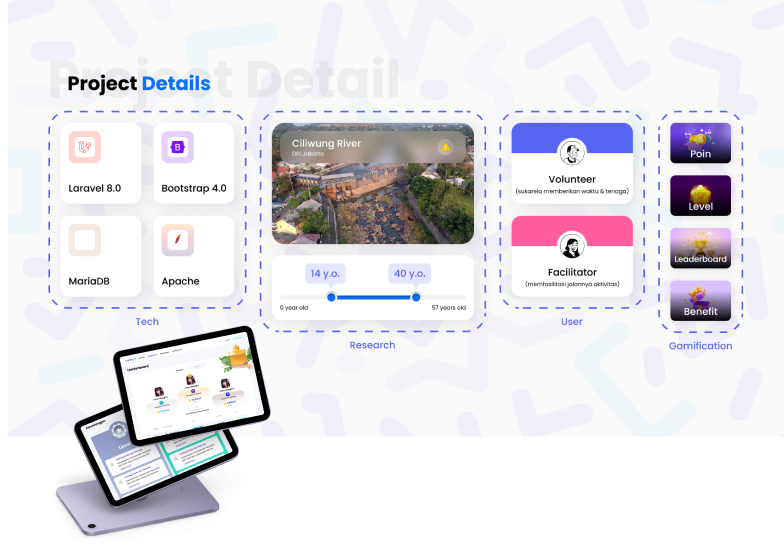 Project Detail
Project Details
Laravel 8.0
Bootstrap 4.0
MariaDB
Apache
Tech
Ciliwung River
DKI Jakarta
14 y.o.
40 y.o.
0 year old
57 years old
Research
Volunteer
(sukarela memberikan waktu & tenaga)
Facilitator
(memfasilitasi jalannya aktivitas)
User
Poin
Level
Leaderboard
Benefit
Gamification
Leaderboard